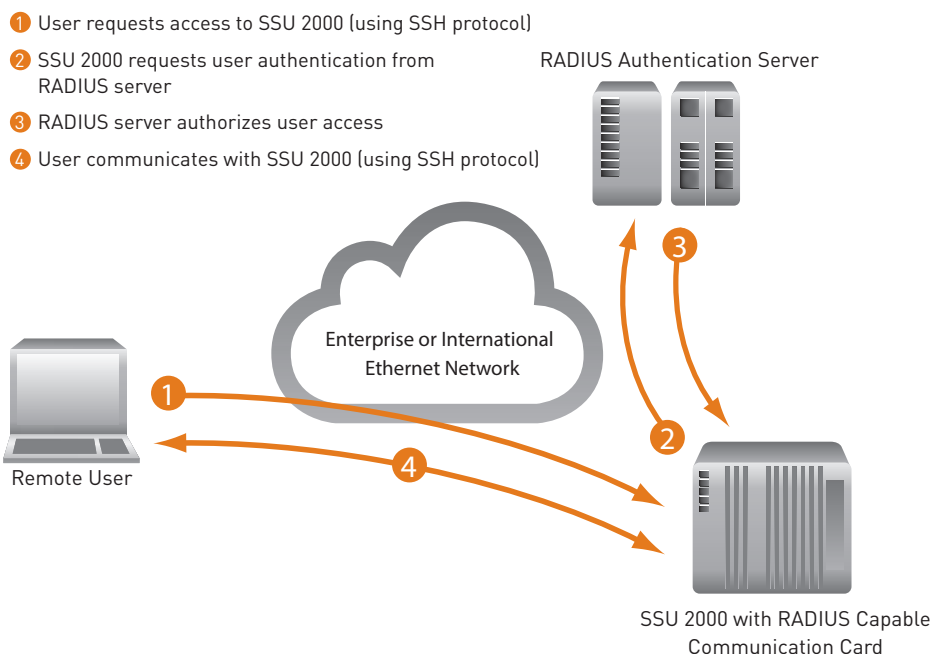 1 User requests access to SSU 2000 (using SSH protocol)
2 SSU 2000 requests user authentication from
RADIUS server
3 RADIUS server authorizes user access
4 User communicates with SSU 2000 (using SSH protocol)
RADIUS Authentication Server
3
Enterprise or International
Ethernet Network
1
2
4
Remote User
SSU 2000 with RADIUS Capable
Communication Card